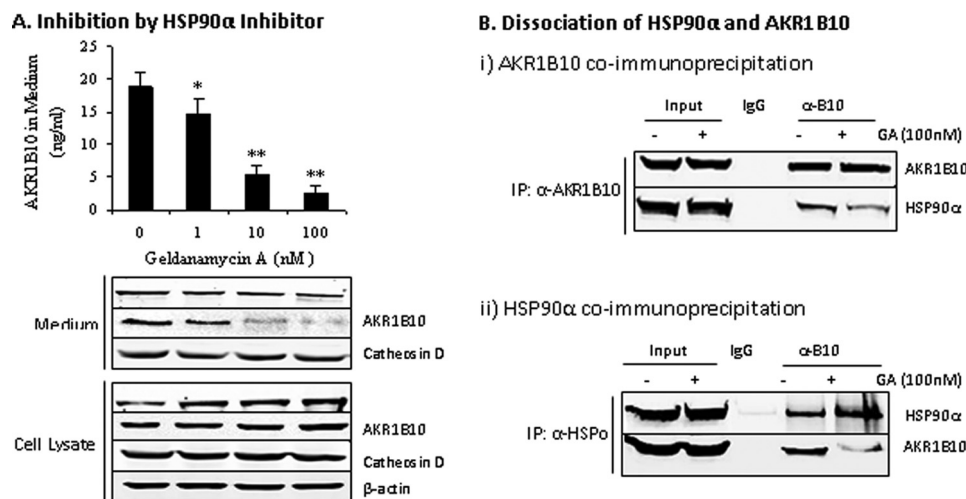 A. Inhibition by HSP90α Inhibitor
AKR1B10 in Medium
(ng/ml)
25
20
15
10
5
0
*
**
**
0 1 10 100
Geldanamycin A (nM)
Medium
AKR1B10
Cathepsin D
Cell Lysate
AKR1B10
Cathepsin D
β-actin
B. Dissociation of HSP90α and AKR1B10
i) AKR1B10 co-immunoprecipitation
Input IgG α-B10
- + - + GA (100nM)
IP: α-AKR1B10
AKR1B10
HSP90α
ii) HSP90α co-immunoprecipitation
Input IgG α-B10
- + - + GA (100nM)
IP: α-HSPo
HSP90α
AKR1B10